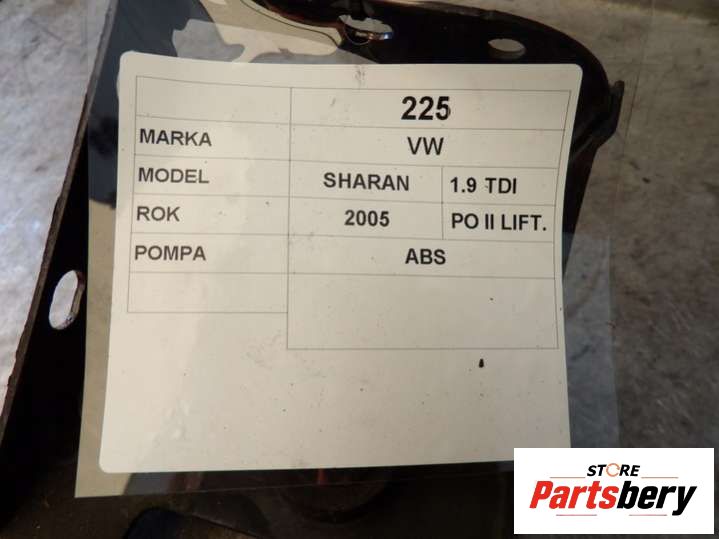 225
MARKA VW
MODEL SHARAN 1.9 TDI
ROK 2005 PO II LIFT.
POMPA ABS
STORE
Partsbery